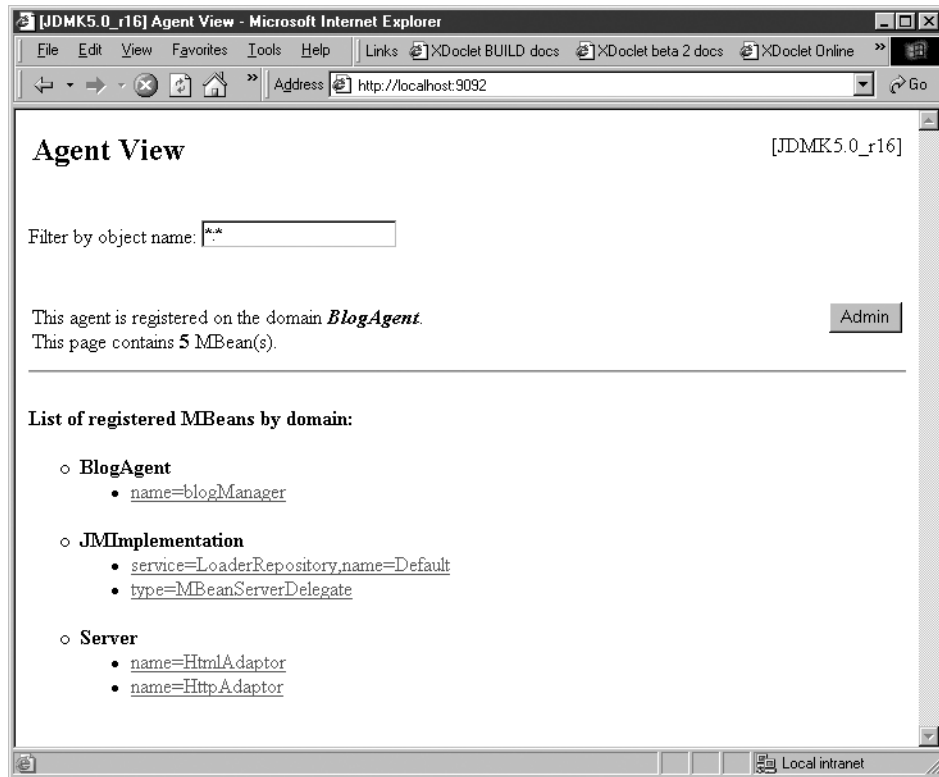 [JDMK5.0_r16] Agent View - Microsoft Internet Explorer
File Edit View Favorites Tools Help Links XDoclet BUILD docs XDoclet beta 2 docs XDoclet Online »
» Address http://localhost:9092 Go
Agent View [JDMK5.0_r16]
Filter by object name: *:*
This agent is registered on the domain BlogAgent. Admin
This page contains 5 MBean(s).
List of registered MBeans by domain:
BlogAgent
name=blogManager
JMImplementation
service=LoaderRepository,name=Default
type=MBeanServerDelegate
Server
name=HtmlAdaptor
name=HttpAdaptor
Local intranet